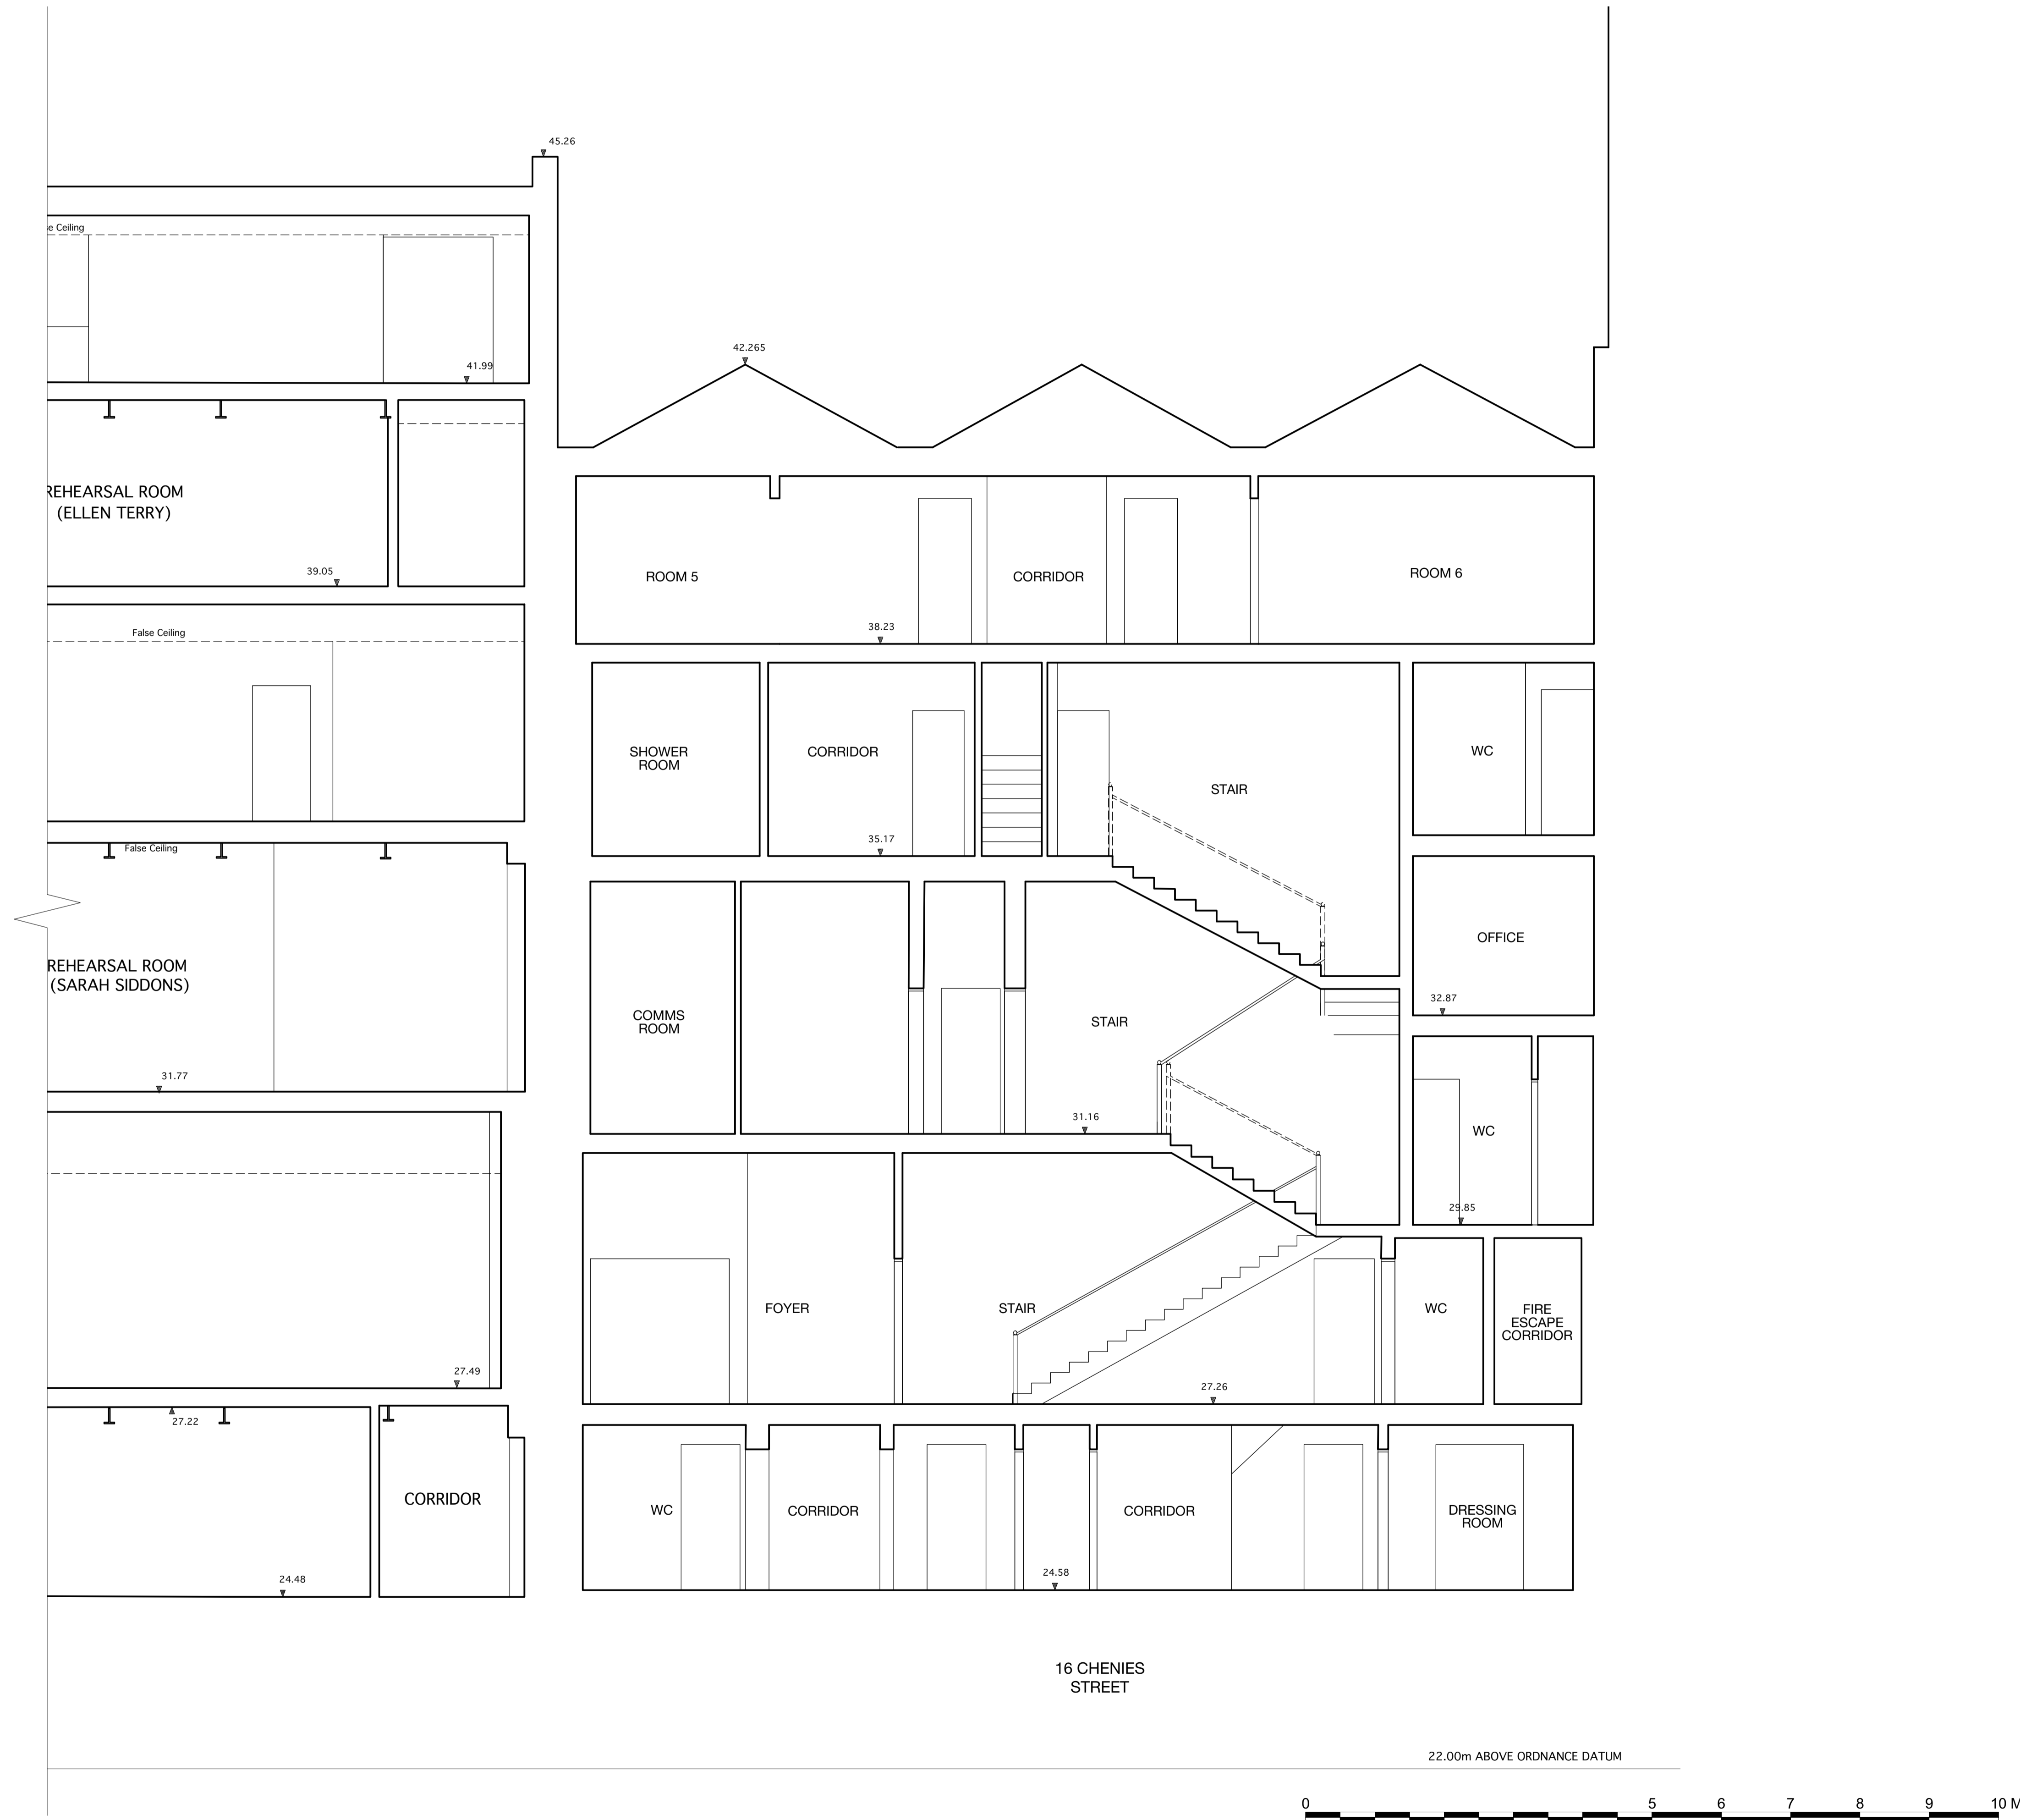 45.26
se Ceiling
42.265
41.99
REHEARSAL ROOM
(ELLEN TERRY)
39.05
ROOM 5
CORRIDOR
ROOM 6
38.23
False Ceiling
SHOWER
ROOM
CORRIDOR
WC
STAIR
35.17
False Ceiling
OFFICE
REHEARSAL ROOM
(SARAH SIDDONS)
32.87
COMMS
ROOM
STAIR
31.77
31.16
WC
29.85
FOYER
STAIR
WC
FIRE
ESCAPE
CORRIDOR
27.49
27.26
27.22
CORRIDOR
WC
CORRIDOR
CORRIDOR
DRESSING
ROOM
24.48
24.58
16 CHENIES
STREET
22.00m ABOVE ORDNANCE DATUM
0 5 6 7 8 9 10 M